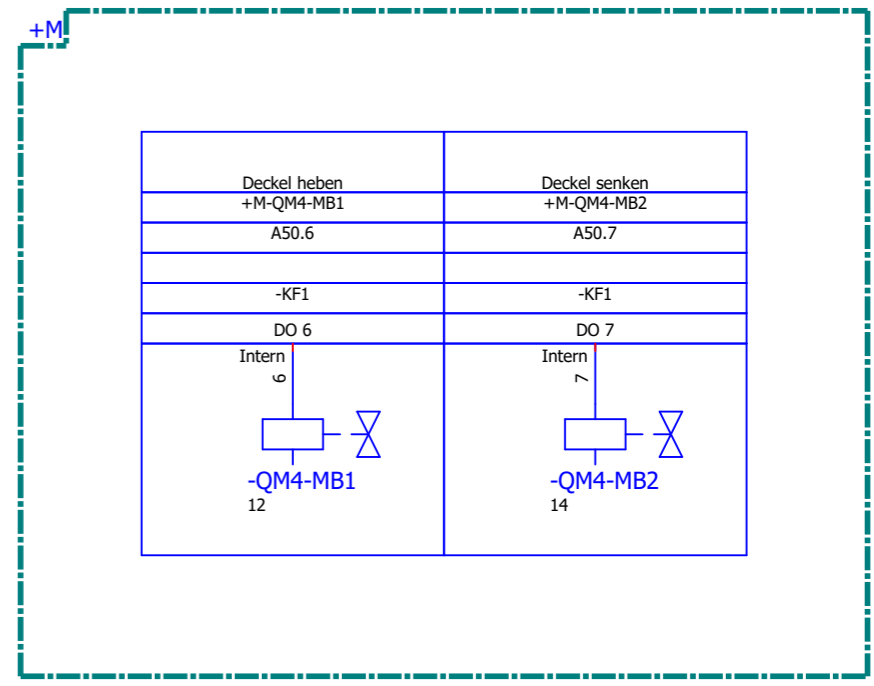 +M
Deckel heben
Deckel senken
+M-QM4-MB1
+M-QM4-MB2
A50.6
A50.7
-KF1
-KF1
DO 6
DO 7
Intern
Intern
6
7
-QM4-MB1
-QM4-MB2
12
14